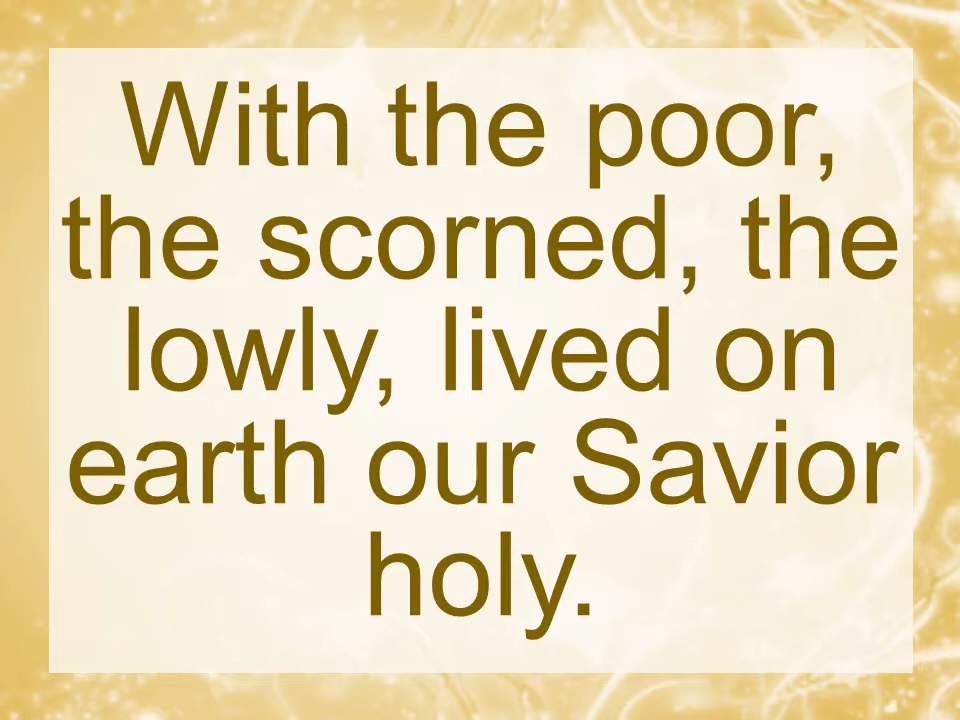 With the poor,
the scorned, the
lowly, lived on
earth our Savior
holy.